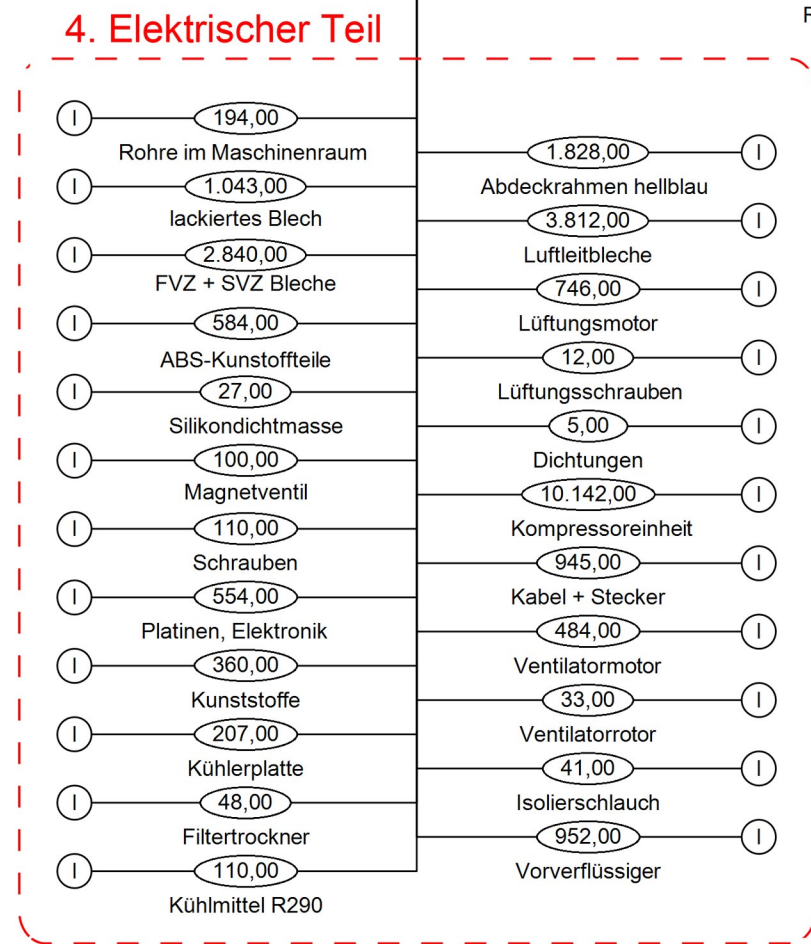 4. Elektrischer Teil
I 194,00
Rohre im Maschinenraum
I 1.043,00
lackiertes Blech
I 2.840,00
FVZ + SVZ Bleche
I 584,00
ABS-Kunstoffteile
I 27,00
Silikondichtmasse
I 100,00
Magnetventil
I 110,00
Schrauben
I 554,00
Platinen, Elektronik
I 360,00
Kunststoffe
I 207,00
Kühlerplatte
I 48,00
Filtertrockner
I 110,00
Kühlmittel R290
1.828,00 I
Abdeckrahmen hellblau
3.812,00 I
Luftleitbleche
746,00 I
Lüftungsmotor
12,00 I
Lüftungsschrauben
5,00 I
Dichtungen
10.142,00 I
Kompressoreinheit
945,00 I
Kabel + Stecker
484,00 I
Ventilatormotor
33,00 I
Ventilatorrotor
41,00 I
Isolierschlauch
952,00 I
Vorverflüssiger